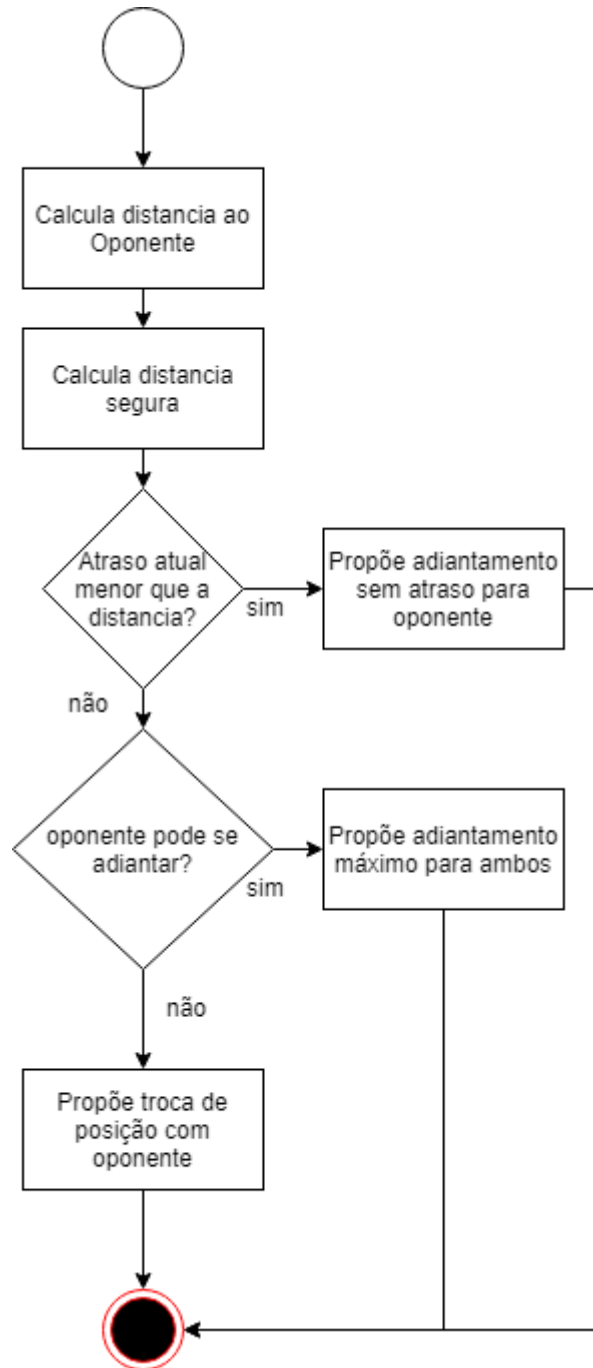 Calcula distancia ao
Oponente
Calcula distancia
segura
Atraso atual
menor que a
distancia?
sim
Propõe adiantamento
sem atraso para
oponente
não
oponente pode se
adiantar?
sim
Propõe adiantamento
máximo para ambos
não
Propõe troca de
posição com
oponente